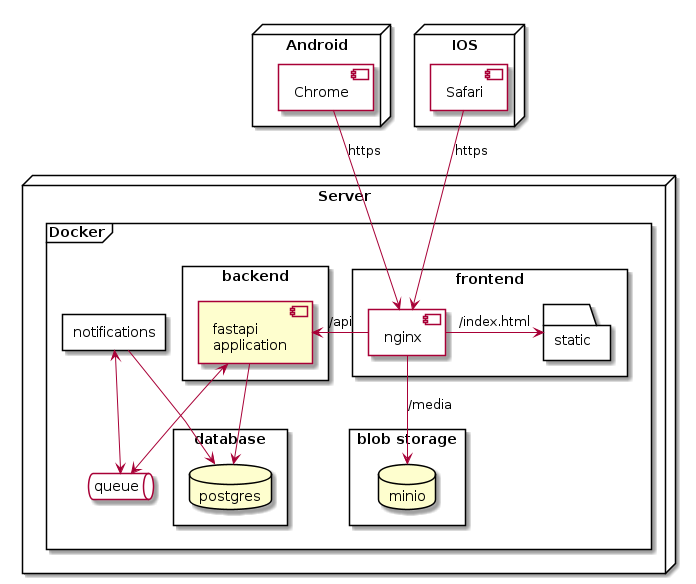 Android
IOS
Chrome
Safari
https
https
Server
Docker
backend
frontend
fastapi
application
/api
nginx
/index.html
static
notifications
/media
database
blob storage
queue
postgres
minio